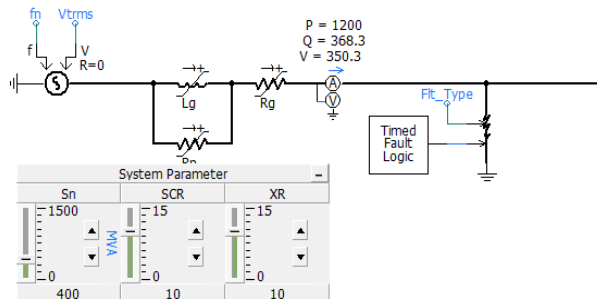 fn Vtrms
f V
R=0
P = 1200
Q = 368.3
V = 350.3
Lg Rg
A
V
Flt_Type
Timed
Fault
Logic
System Parameter
Sn SCR XR
1500 15 15
MVA
0 0 0
400 10 10